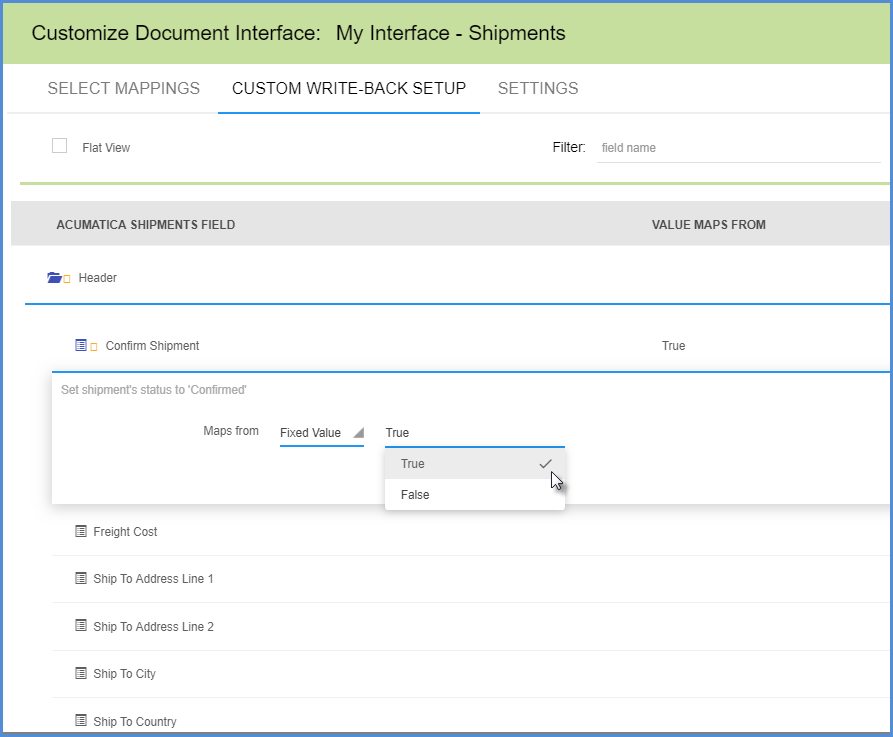 Customize Document Interface: My Interface - Shipments
SELECT MAPPINGS CUSTOM WRITE-BACK SETUP SETTINGS
Flat View Filter: field name
ACUMATICA SHIPMENTS FIELD VALUE MAPS FROM
Header
Confirm Shipment True
Set shipment's status to 'Confirmed'
Maps from Fixed Value True
True
False
Freight Cost
Ship To Address Line 1
Ship To Address Line 2
Ship To City
Ship To Country